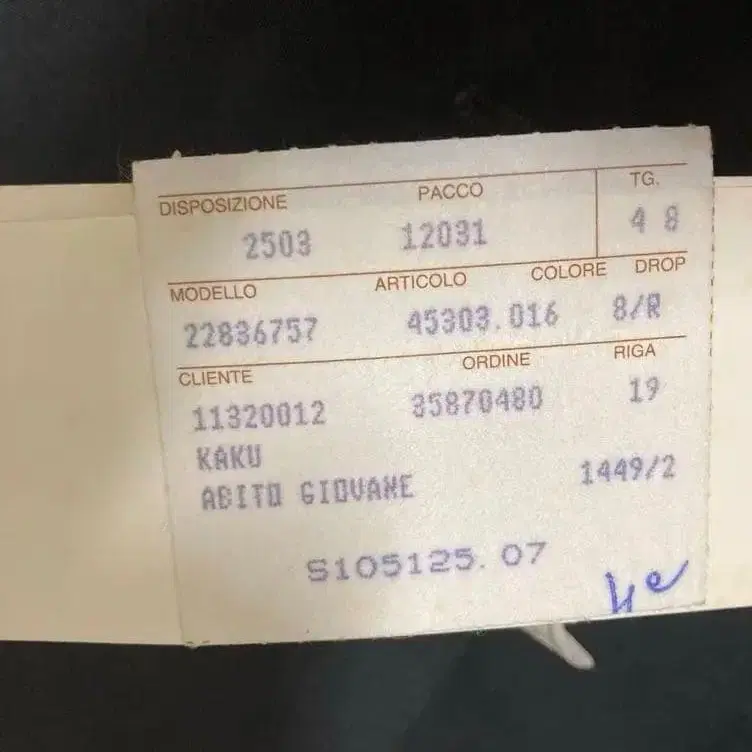 DISPOSIZIONE PACCO TG.
2503 12031 48
MODELLO ARTICOLO COLORE DROP
22836757 45303.016 8/R
CLIENTE ORDINE RIGA
11320012 35870480 19
KAKU
ABITO GIOVANE 1449/2
S105125.07